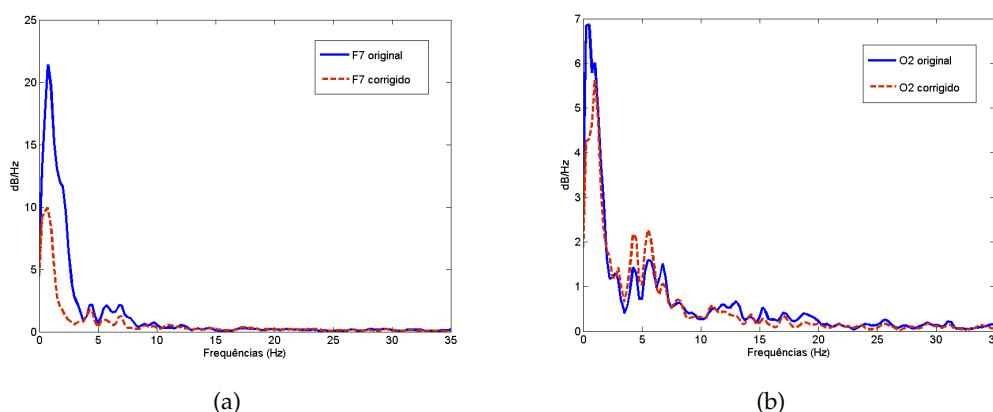 25
20
15
10
5
0
dB/Hz
F7 original
F7 corrigido
0 5 10 15 20 25 30 35
Frequências (Hz)
(a)
7
6
5
4
3
2
1
0
dB/Hz
O2 original
O2 corrigido
0 5 10 15 20 25 30 35
Frequências (Hz)
(b)